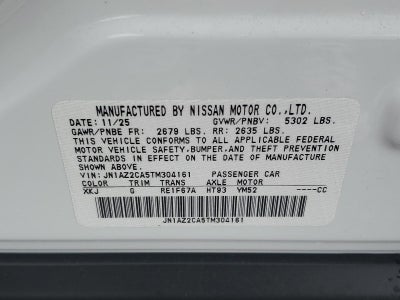 MANUFACTURED BY NISSAN MOTOR CO.,LTD.
DATE: 11/25 GVWR/PNBV: 5302 LBS.
GAWR/PNBE FR: 2679 LBS. RR: 2635 LBS.
THIS VEHICLE CONFORMS TO ALL APPLICABLE FEDERAL
MOTOR VEHICLE SAFETY, BUMPER, AND THEFT PREVENTION
STANDARDS IN EFFECT ON THE DATE OF MANUFACTURE
SHOWN ABOVE.
VIN: JN1AZ2CA5TM304161 PASSENGER CAR
COLOR TRIM TRANS AXLE MOTOR
XKJ G RE1F67A HT93 YM52 ----CC
JN1AZ2CA5TM304161